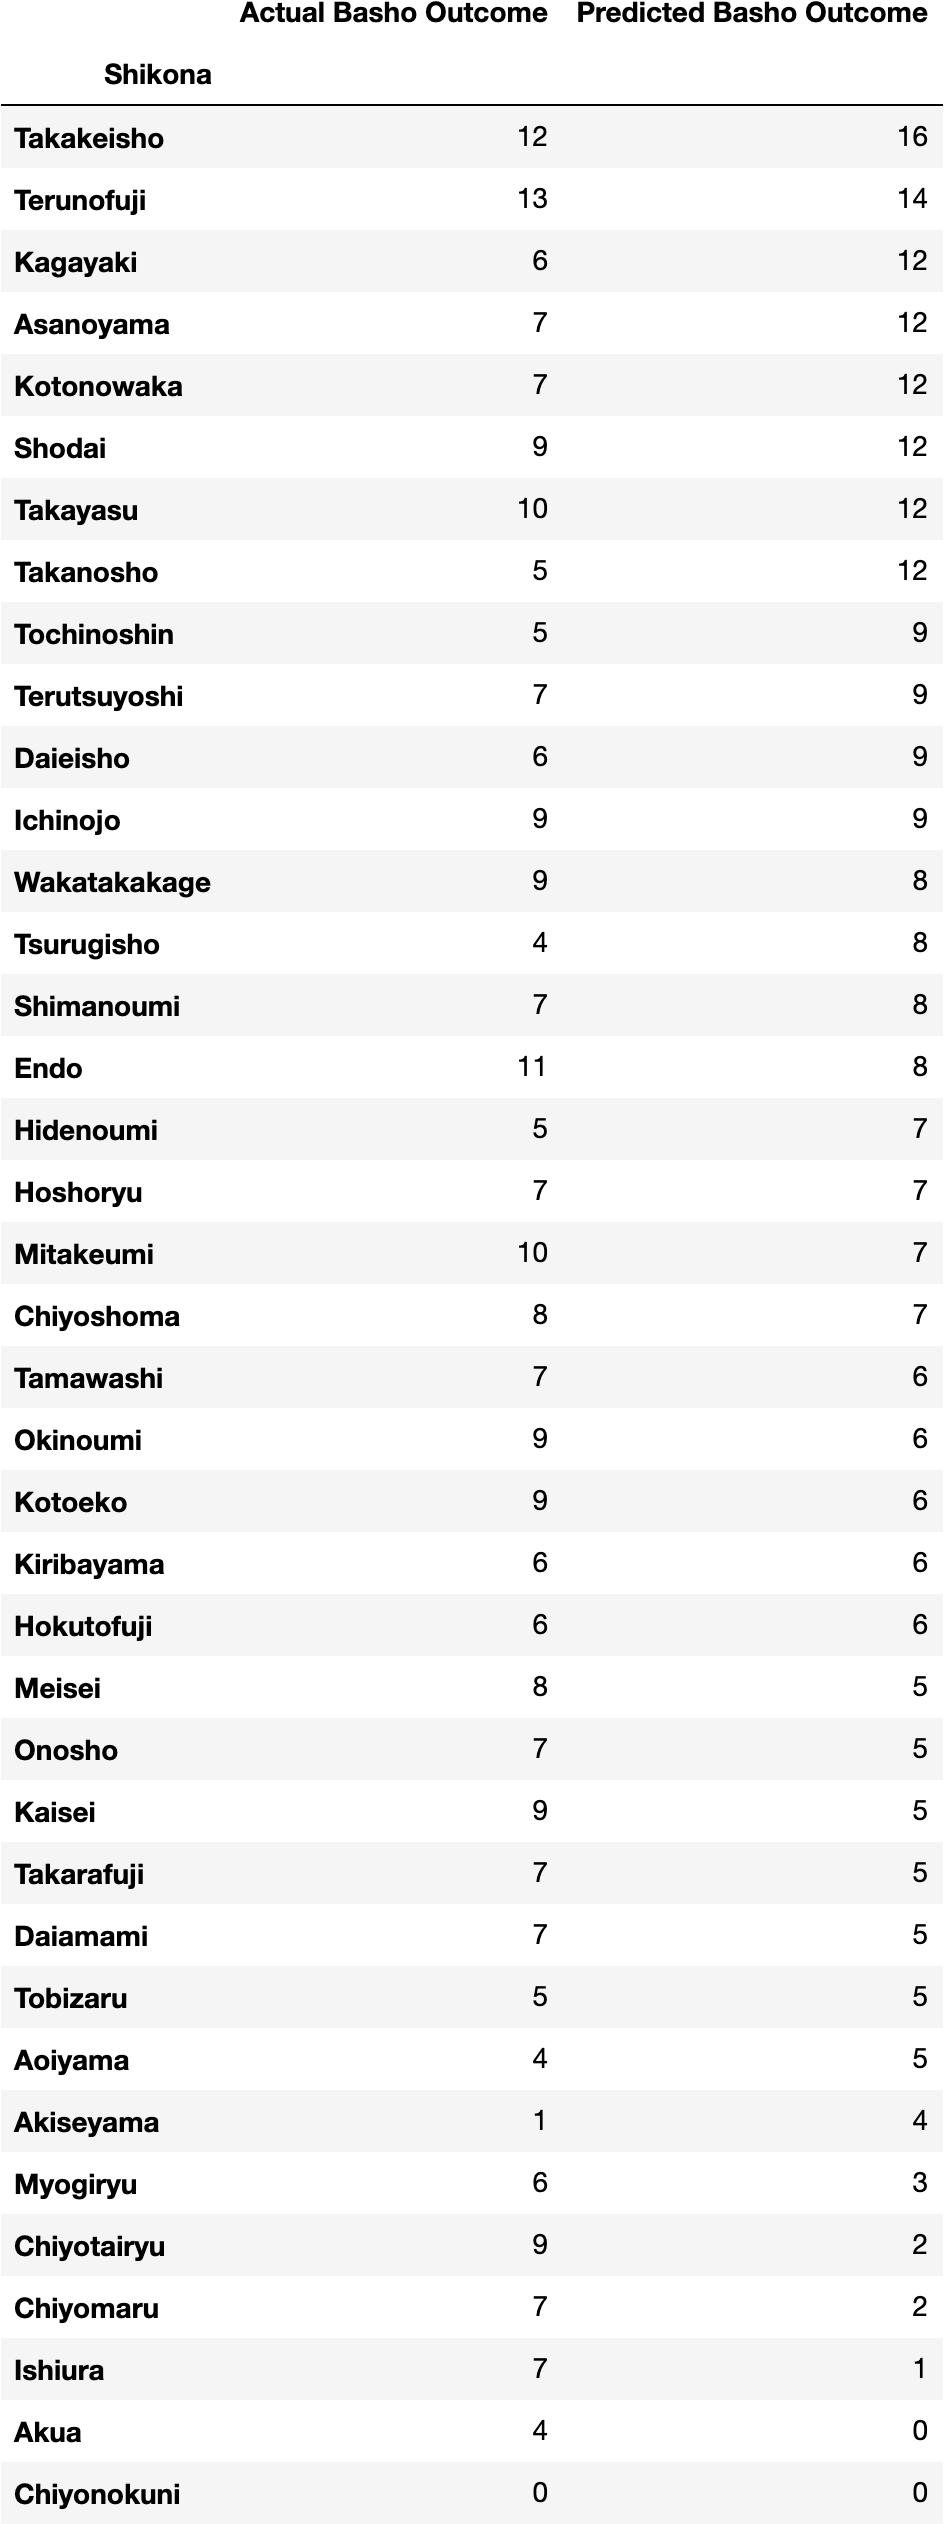 Actual Basho Outcome Predicted Basho Outcome
Shikona
Takakeisho 12 16
Terunofuji 13 14
Kagayaki 6 12
Asanoyama 7 12
Kotonowaka 7 12
Shodai 9 12
Takayasu 10 12
Takanosho 5 12
Tochinoshin 5 9
Terutsuyoshi 7 9
Daieisho 6 9
Ichinojo 9 9
Wakatakakage 9 8
Tsurugisho 4 8
Shimanoumi 7 8
Endo 11 8
Hidenoumi 5 7
Hoshoryu 7 7
Mitakeumi 10 7
Chiyoshoma 8 7
Tamawashi 7 6
Okinoumi 9 6
Kotoeko 9 6
Kiribayama 6 6
Hokutofuji 6 6
Meisei 8 5
Onosho 7 5
Kaisei 9 5
Takarafuji 7 5
Daiamami 7 5
Tobizaru 5 5
Aoiyama 4 5
Akiseyama 1 4
Myogiryu 6 3
Chiyotairyu 9 2
Chiyomaru 7 2
Ishiura 7 1
Akua 4 0
Chiyonokuni 0 0